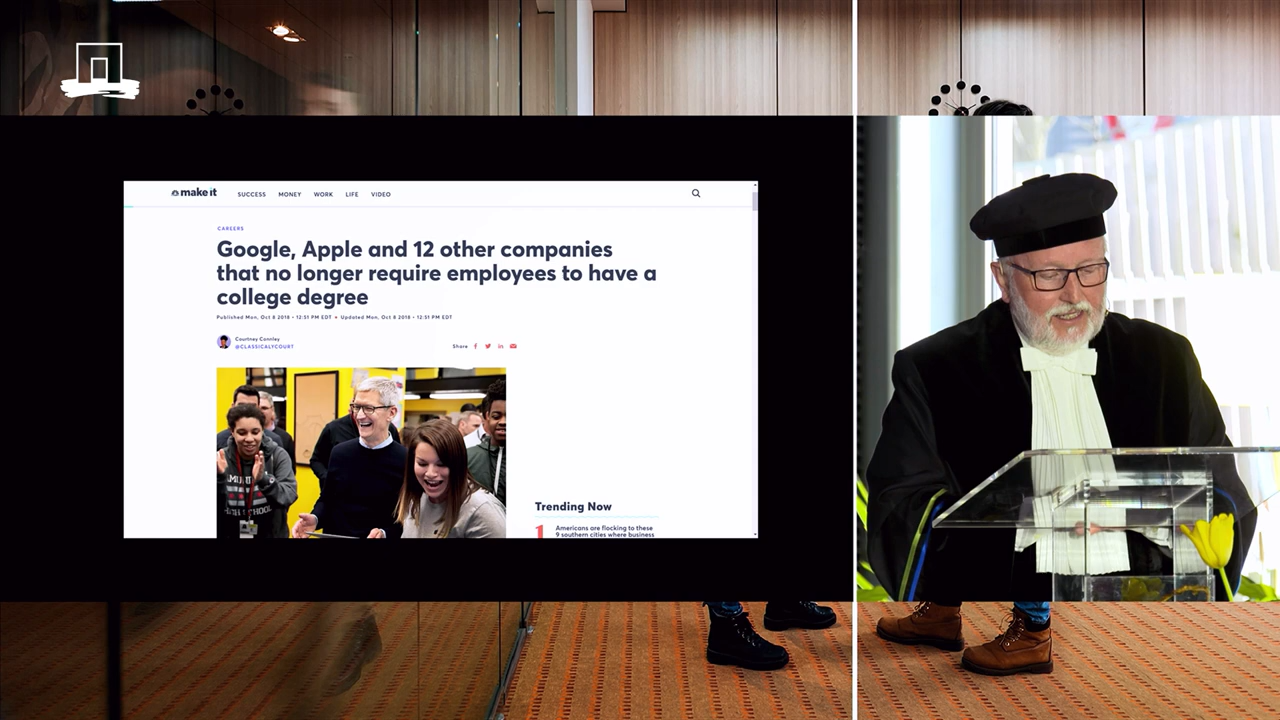 make it
SUCCESS MONEY WORK LIFE VIDEO
CAREERS
Google, Apple and 12 other companies
that no longer require employees to have a
college degree
Published Mon, Oct 8 2018 • 12:51 PM EDT • Updated Mon, Oct 8 2018 • 12:51 PM EDT
Courtney Connley
@CLASSICALYCOURT
Share f in
HIGH SCHOOL
Trending Now
1 Americans are flocking to these
9 southern cities where business